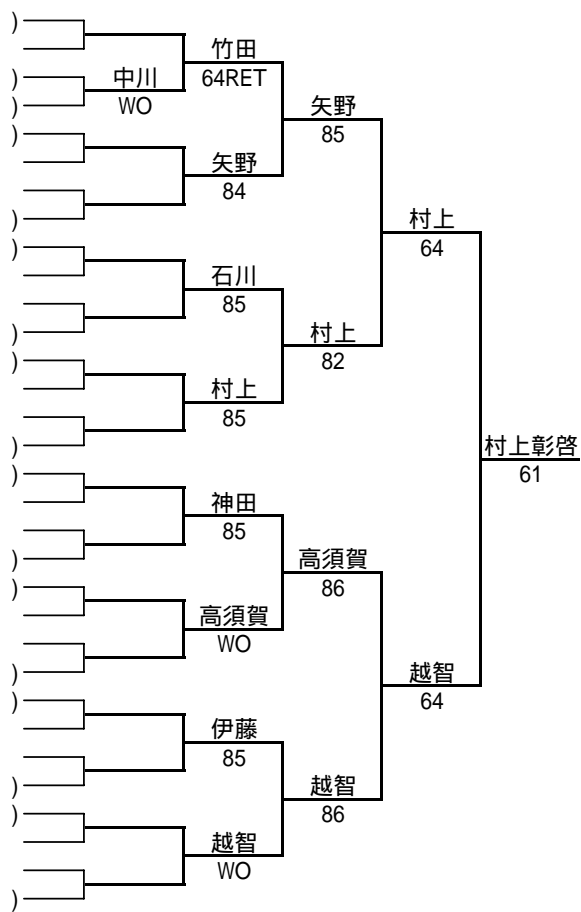 )
竹田
)
中川
64RET
)
WO
矢野
)
85
矢野
84
村上
)
64
)
石川
85
村上
)
82
)
村上
85
村上彰啓
)
61
)
神田
85
高須賀
)
86
)
高須賀
WO
越智
)
64
)
伊藤
85
越智
)
86
)
越智
WO
)